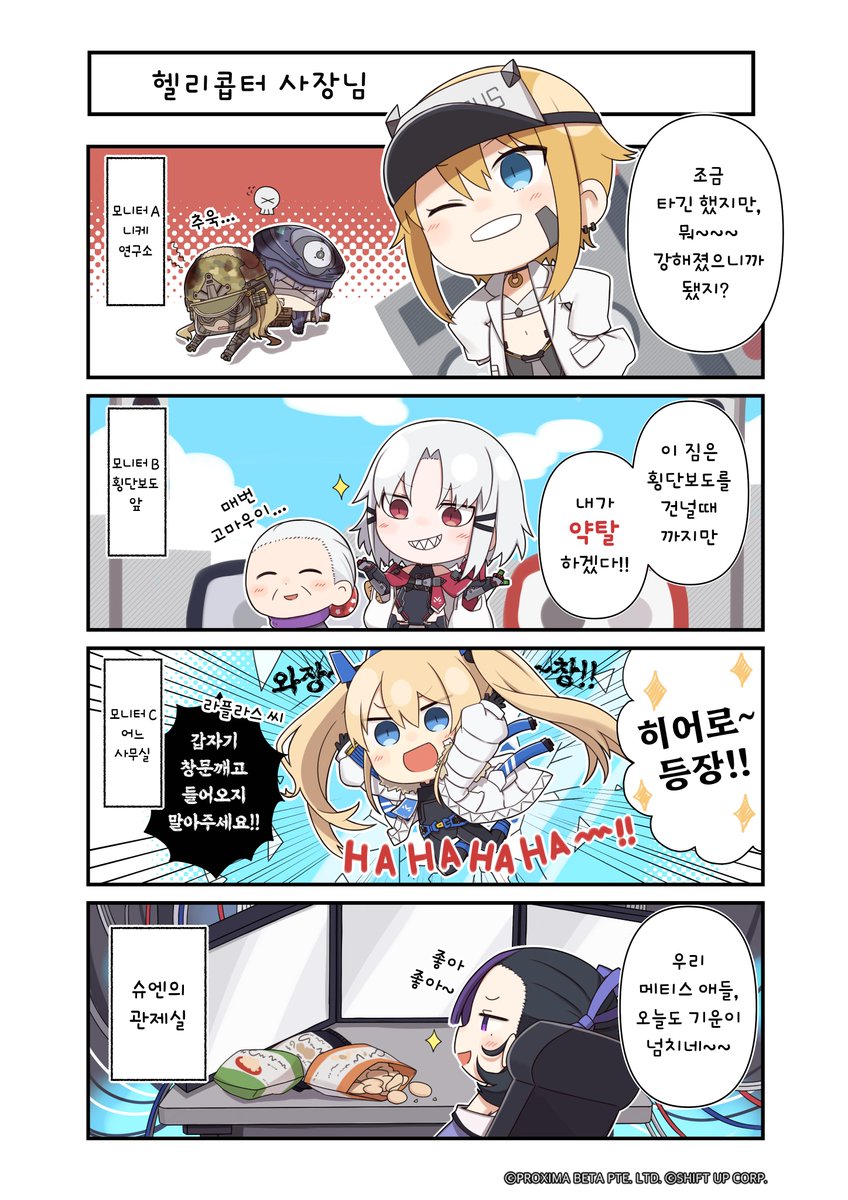 헬리콥터 사장님
모니터 A
니케
연구소
추욱...
조금
타긴 했지만,
뭐~~~
강해졌으니까
됐지?
모니터 B
횡단보도
앞
매번
고마우이...
이 짐은
횡단보도를
건널때
까지만
내가
약탈
하겠다!!
모니터 C
어느
사무실
와장~
~창!!
히어로~
등장!!
라플라스 씨
갑자기
창문깨고
들어오지
말아주세요!!
HA HA HA HA~!!
슈엔의
관제실
좋아
좋아~
우리
메티스 애들,
오늘도 기운이
넘치네~~
©PROXIMA BETA PTE. LTD. ©SHIFT UP CORP.